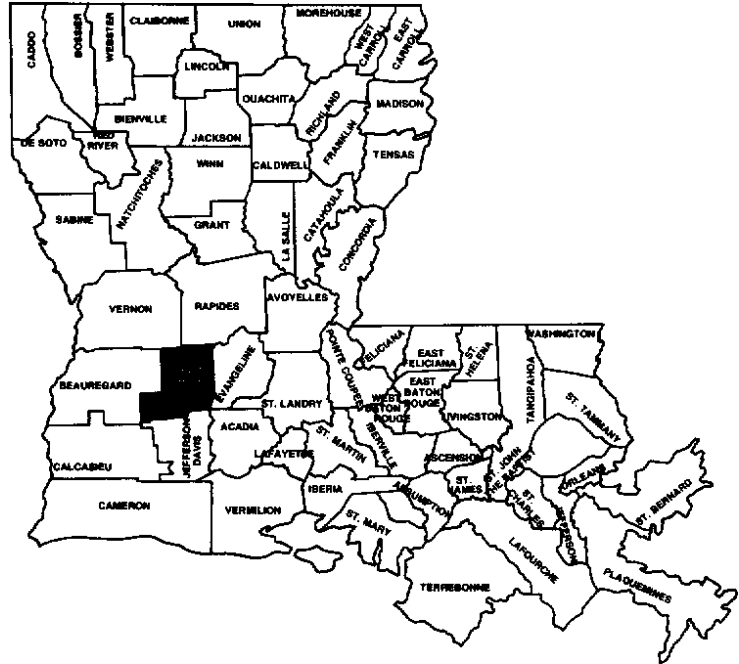 CADDO
BOSSIER
WEBSTER
CLAIBORNE
UNION
MOREHOUSE
WEST
CARROLL
EAST
CARROLL
LINCOLN
OUACHITA
RICHLAND
MADISON
BIENVILLE
JACKSON
FRANKLIN
DE SOTO
RED
RIVER
NATCHITOCHES
WINN
CALDWELL
TENSAS
SABINE
GRANT
LA SALLE
CATAHOULA
CONCORDIA
VERNON
RAPIDES
AVOYELLES
BEAUREGARD
EVANGELINE
POINTE COUPEE
FELICIANA
EAST
FELICIANA
ST.
HELENA
TANGIPAHOA
WASHINGTON
ST. LANDRY
WEST
BATON
ROUGE
EAST
BATON
ROUGE
LIVINGSTON
ST. TAMMANY
CALCASIEU
JEFFERSON
DAVIS
ACADIA
LAFAYETTE
ST. MARTIN
IBERVILLE
ASCENSION
ST. JOHN
THE BAPTIST
ORLEANS
ST. BERNARD
CAMERON
VERMILION
IBERIA
ST. MARY
ASSUMPTION
ST.
JAMES
ST.
CHARLES
JEFFERSON
TERREBONNE
LAFOURCHE
PLAQUEMINES